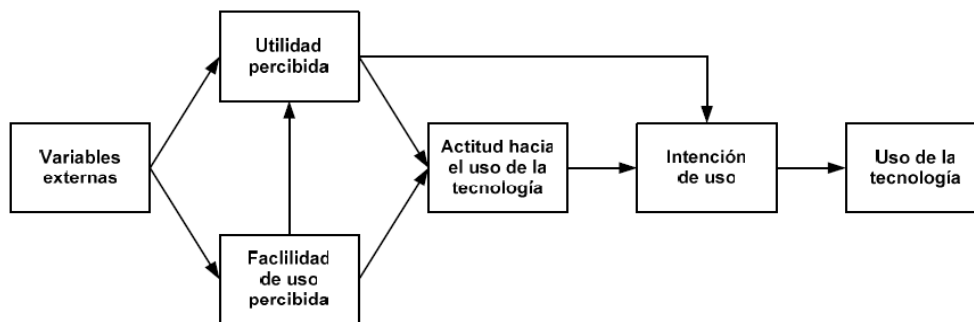 Utilidad
percibida
Variables
externas
Actitud hacia
el uso de la
tecnología
Intención
de uso
Uso de la
tecnología
Faclilidad
de uso
percibida